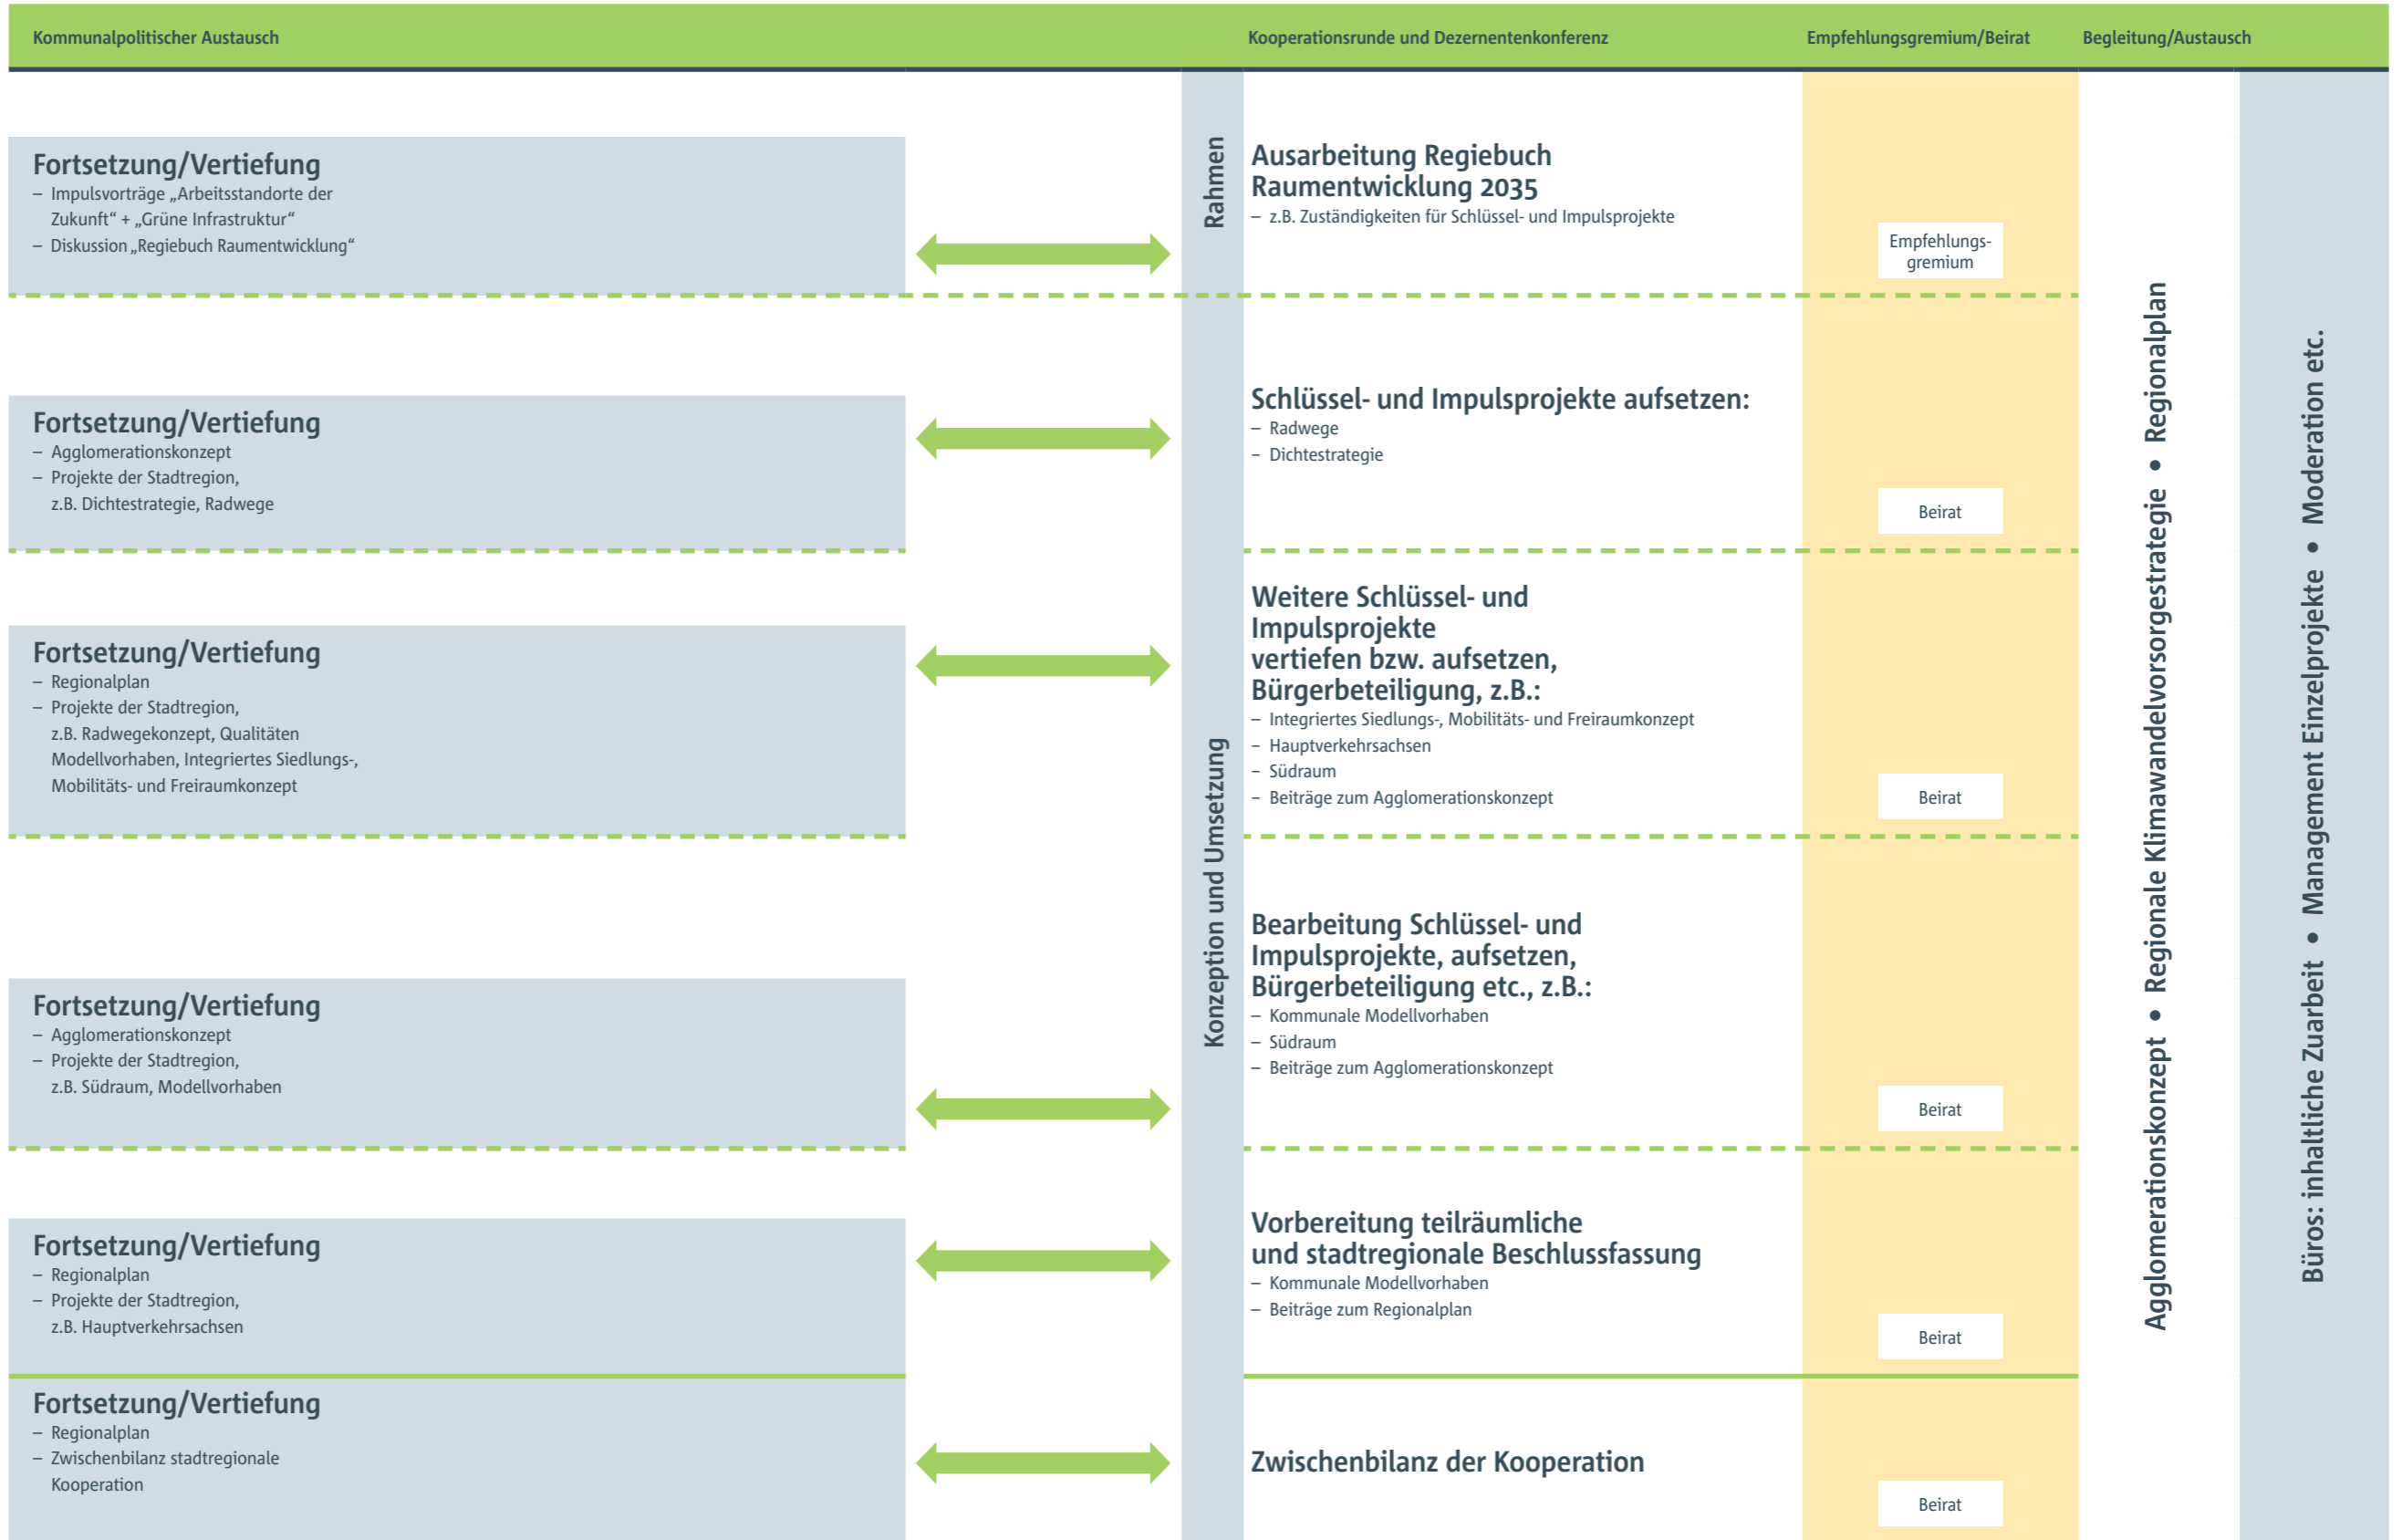 Kommunalpolitischer Austausch
Kooperationsrunde und Dezernentenkonferenz
Empfehlungsgremium/Beirat
Begleitung/Austausch
Fortsetzung/Vertiefung
– Impulsvorträge „Arbeitsstandorte der
Zukunft“ + „Grüne Infrastruktur“
– Diskussion „Regiebuch Raumentwicklung“
Rahmen
Ausarbeitung Regiebuch
Raumentwicklung 2035
– z.B. Zuständigkeiten für Schlüssel- und Impulsprojekte
Empfehlungs-
gremium
Fortsetzung/Vertiefung
– Agglomerationskonzept
– Projekte der Stadtregion,
z.B. Dichtestrategie, Radwege
Konzeption und Umsetzung
Schlüssel- und Impulsprojekte aufsetzen:
– Radwege
– Dichtestrategie
Beirat
Fortsetzung/Vertiefung
– Regionalplan
– Projekte der Stadtregion,
z.B. Radwegekonzept, Qualitäten
Modellvorhaben, Integriertes Siedlungs-,
Mobilitäts- und Freiraumkonzept
Weitere Schlüssel- und
Impulsprojekte
vertiefen bzw. aufsetzen,
Bürgerbeteiligung, z.B.:
– Integriertes Siedlungs-, Mobilitäts- und Freiraumkonzept
– Hauptverkehrsachsen
– Südraum
– Beiträge zum Agglomerationskonzept
Beirat
Fortsetzung/Vertiefung
– Agglomerationskonzept
– Projekte der Stadtregion,
z.B. Südraum, Modellvorhaben
Bearbeitung Schlüssel- und
Impulsprojekte, aufsetzen,
Bürgerbeteiligung etc., z.B.:
– Kommunale Modellvorhaben
– Südraum
– Beiträge zum Agglomerationskonzept
Beirat
Fortsetzung/Vertiefung
– Regionalplan
– Projekte der Stadtregion,
z.B. Hauptverkehrsachsen
Vorbereitung teilräumliche
und stadtregionale Beschlussfassung
– Kommunale Modellvorhaben
– Beiträge zum Regionalplan
Beirat
Fortsetzung/Vertiefung
– Regionalplan
– Zwischenbilanz stadtregionale
Kooperation
Zwischenbilanz der Kooperation
Beirat
Agglomerationskonzept • Regionale Klimawandelvorsorgestrategie • Regionalplan
Büros: inhaltliche Zuarbeit • Management Einzelprojekte • Moderation etc.